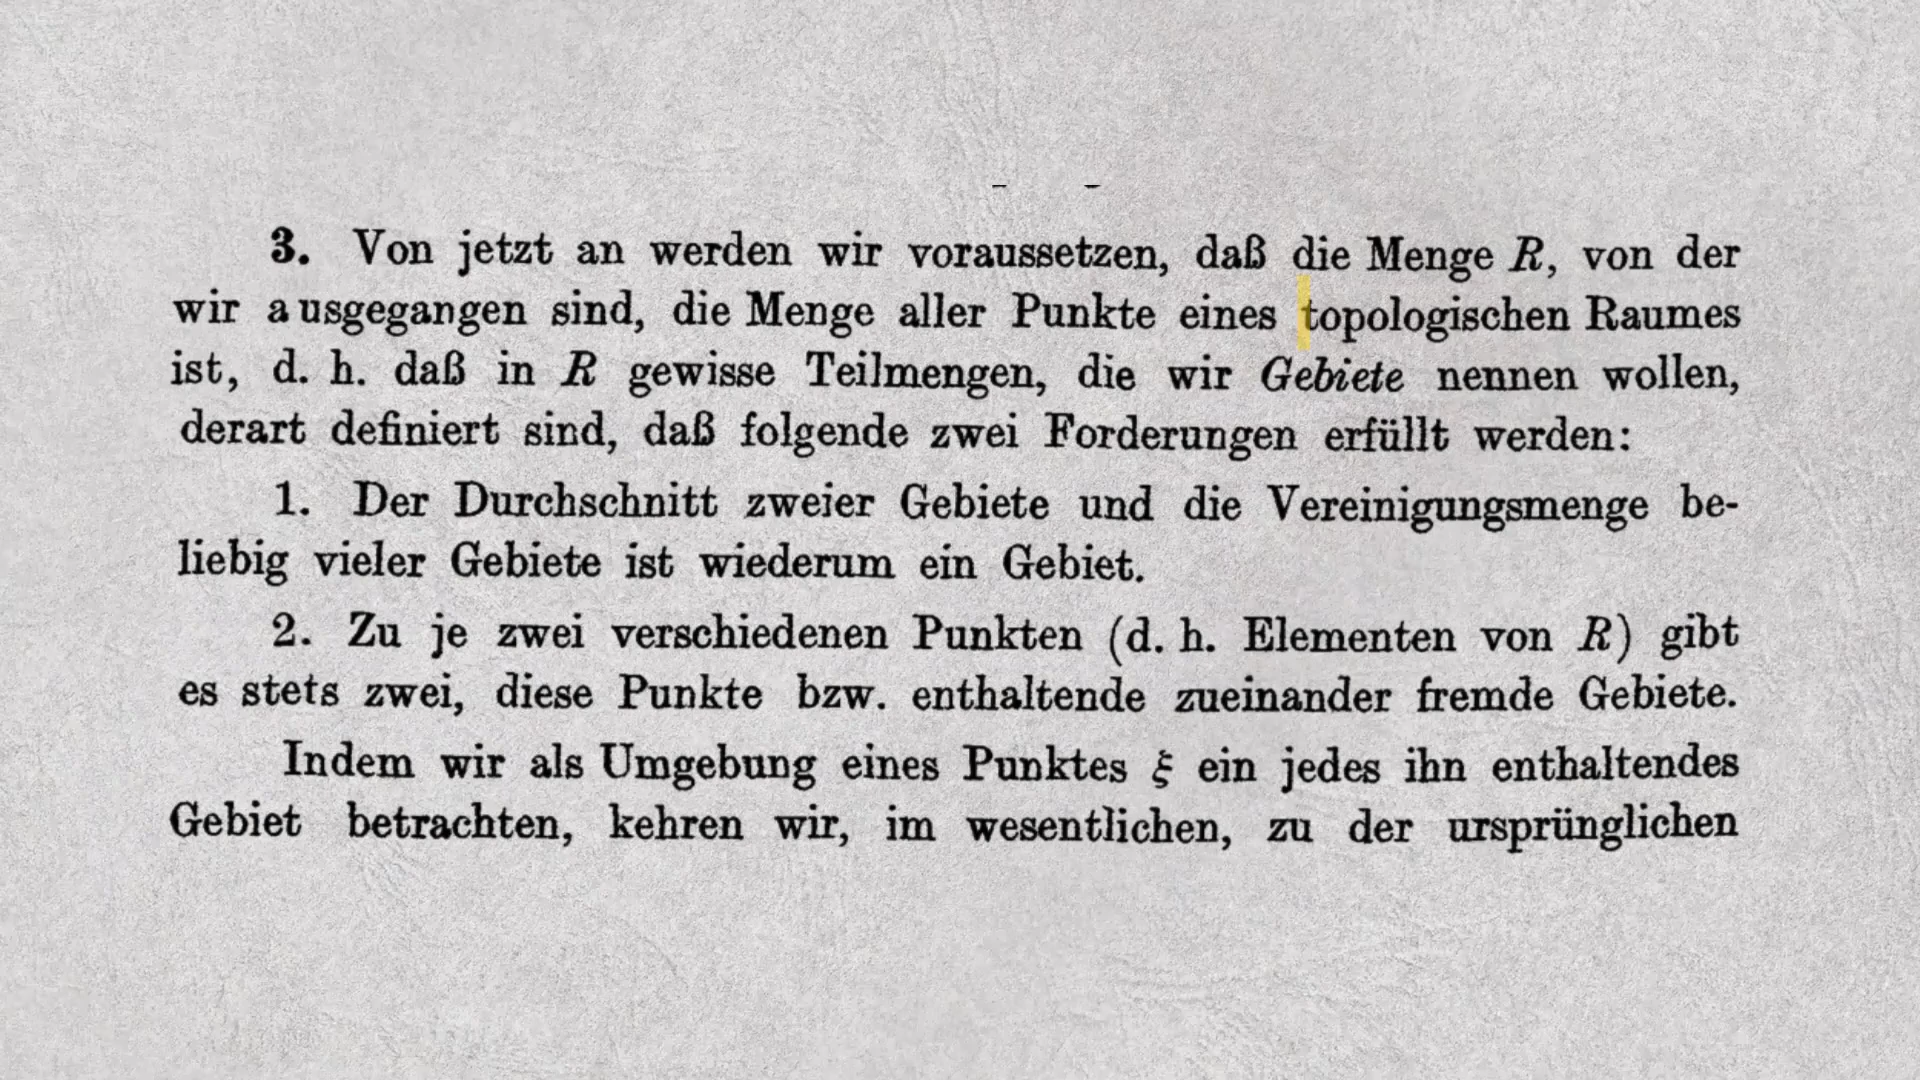 3. Von jetzt an werden wir voraussetzen, daß die Menge R, von der
wir ausgegangen sind, die Menge aller Punkte eines topologischen Raumes
ist, d. h. daß in R gewisse Teilmengen, die wir Gebiete nennen wollen,
derart definiert sind, daß folgende zwei Forderungen erfüllt werden:
1. Der Durchschnitt zweier Gebiete und die Vereinigungsmenge be-
liebig vieler Gebiete ist wiederum ein Gebiet.
2. Zu je zwei verschiedenen Punkten (d. h. Elementen von R) gibt
es stets zwei, diese Punkte bzw. enthaltende zueinander fremde Gebiete.
Indem wir als Umgebung eines Punktes ξ ein jedes ihn enthaltendes
Gebiet betrachten, kehren wir, im wesentlichen, zu der ursprünglichen